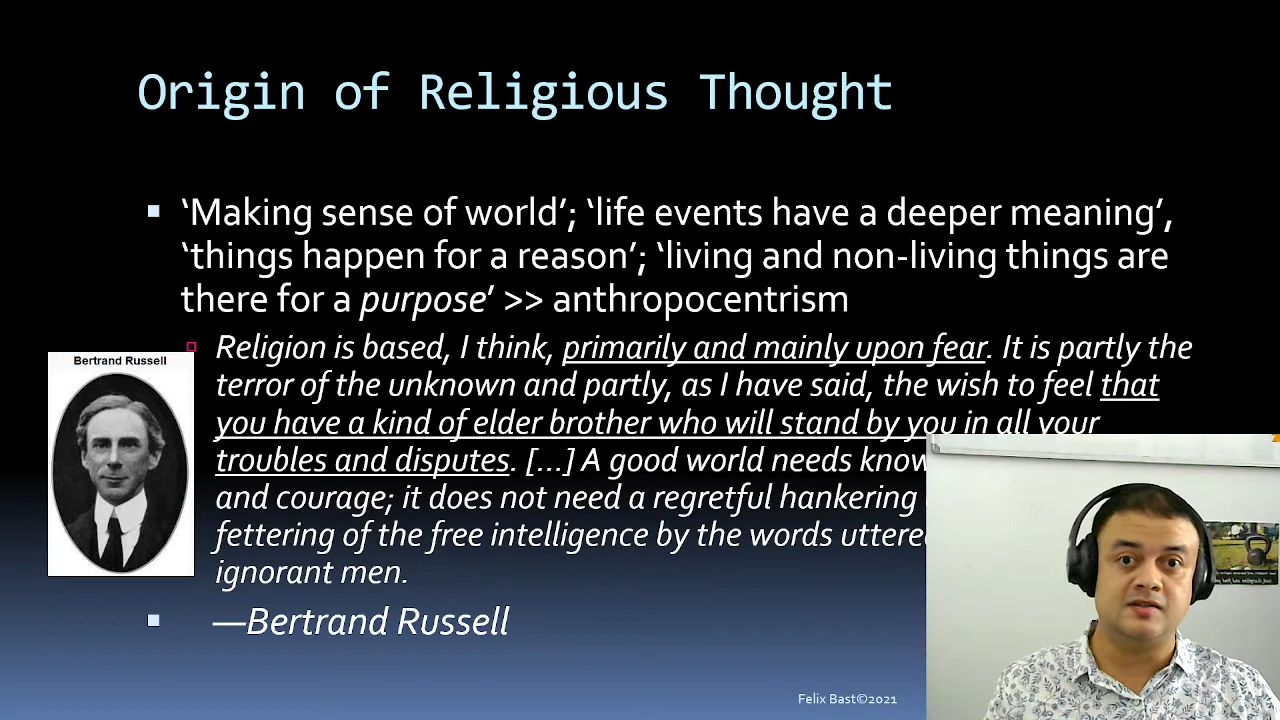 Origin of Religious Thought
‘Making sense of world’; ‘life events have a deeper meaning’,
‘things happen for a reason’; ‘living and non-living things are
there for a purpose’ >> anthropocentrism
Bertrand Russell
Religion is based, I think, primarily and mainly upon fear. It is partly the
terror of the unknown and partly, as I have said, the wish to feel that
you have a kind of elder brother who will stand by you in all your
troubles and disputes. [...] A good world needs
and courage; it does not need a regretful hankering
fettering of the free intelligence by the words
ignorant men.
—Bertrand Russell
Felix Bast©2021